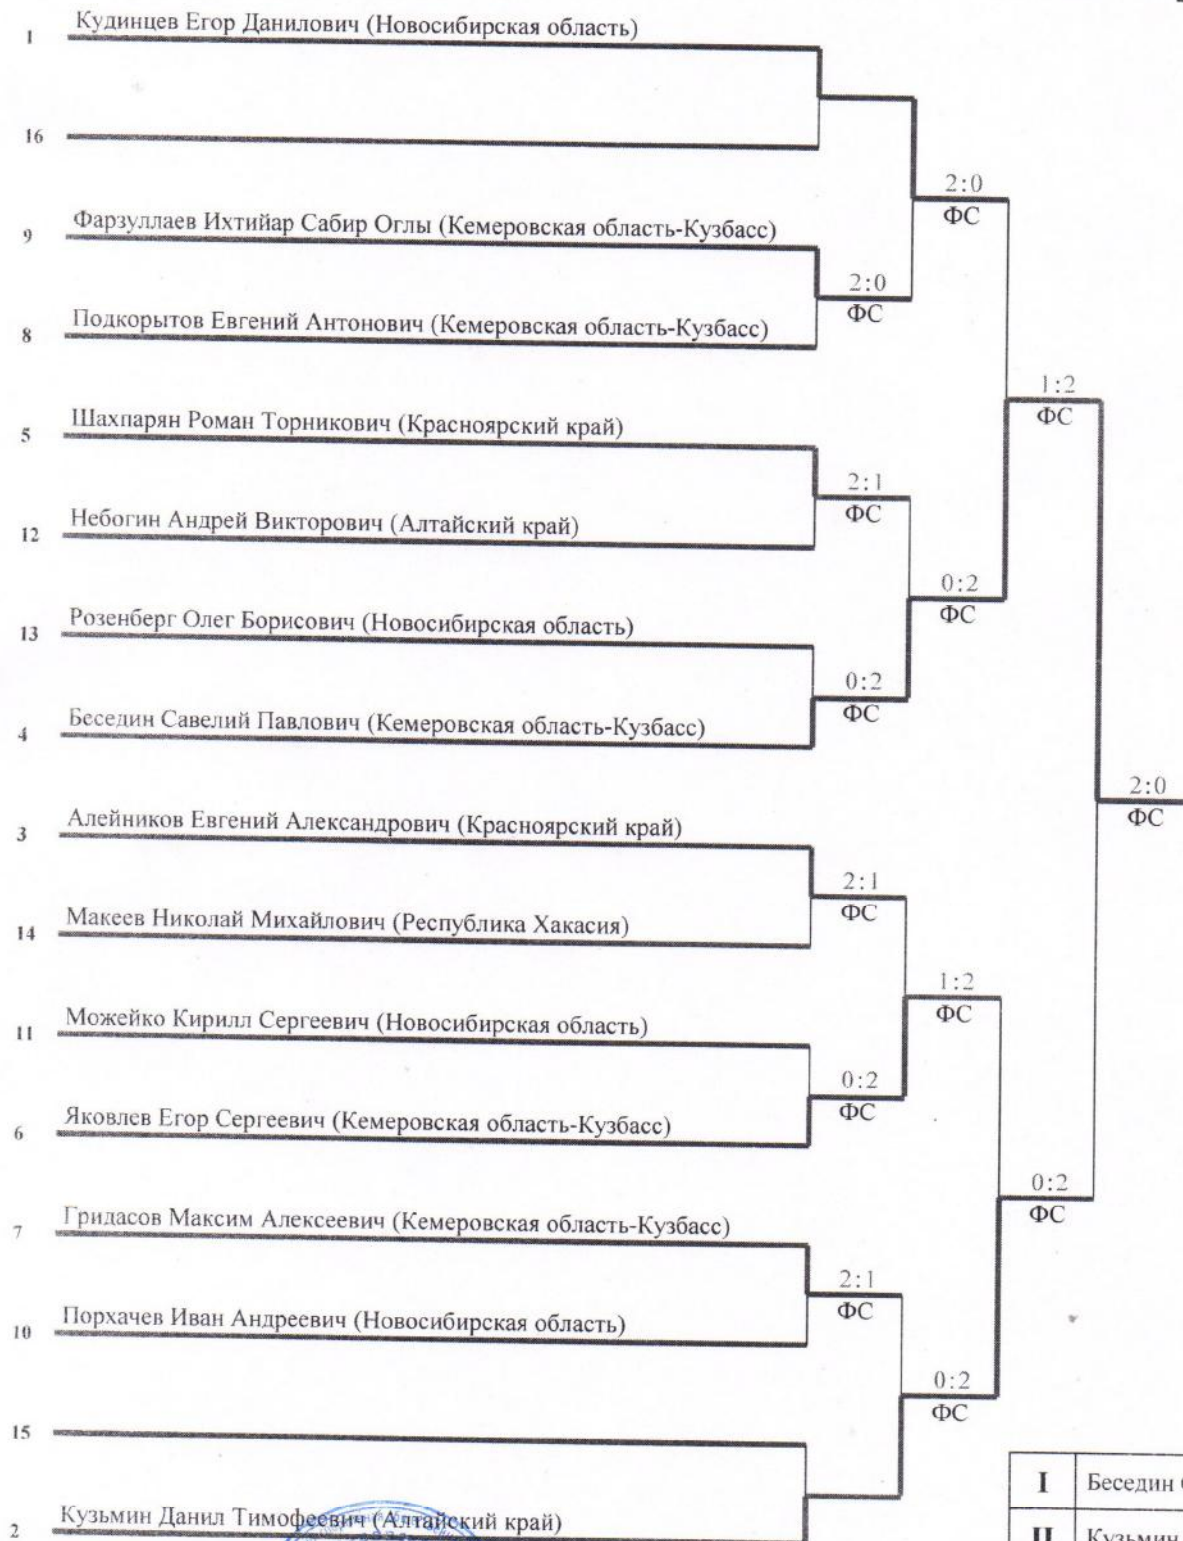 Кудинцев Егор Данилович (Новосибирская область)
1
16
2:0
ФС
Фарзуллаев Ихтийар Сабир Оглы (Кемеровская область-Кузбасс)
9
2:0
ФС
Подкорытов Евгений Антонович (Кемеровская область-Кузбасс)
8
1:2
ФС
Шахпарян Роман Торникович (Красноярский край)
5
2:1
ФС
Небогин Андрей Викторович (Алтайский край)
12
0:2
ФС
Розенберг Олег Борисович (Новосибирская область)
13
0:2
ФС
Беседин Савелий Павлович (Кемеровская область-Кузбасс)
4
2:0
ФС
Алейников Евгений Александрович (Красноярский край)
3
2:1
ФС
Макеев Николай Михайлович (Республика Хакасия)
14
1:2
ФС
Можейко Кирилл Сергеевич (Новосибирская область)
11
0:2
ФС
Яковлев Егор Сергеевич (Кемеровская область-Кузбасс)
6
0:2
ФС
Гридасов Максим Алексеевич (Кемеровская область-Кузбасс)
7
2:1
ФС
Порхачев Иван Андреевич (Новосибирская область)
10
0:2
ФС
15
I Беседин
Кузьмин Данил Тимофеевич (Алтайский край)
2
II Кузьмин